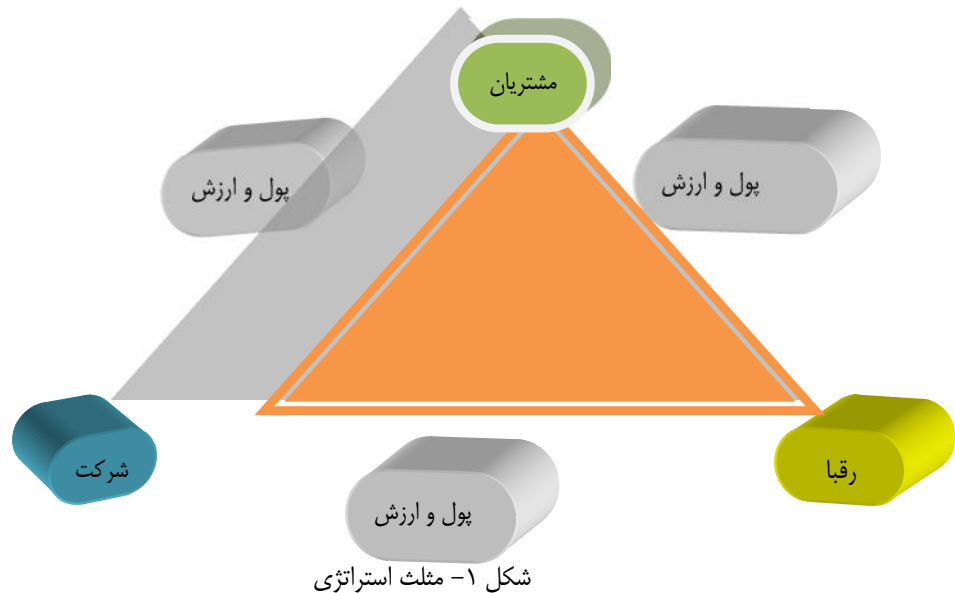 مشتریان
پول و ارزش
پول و ارزش
رقبا
شرکت
پول و ارزش
شکل ۱- مثلث استراتژی